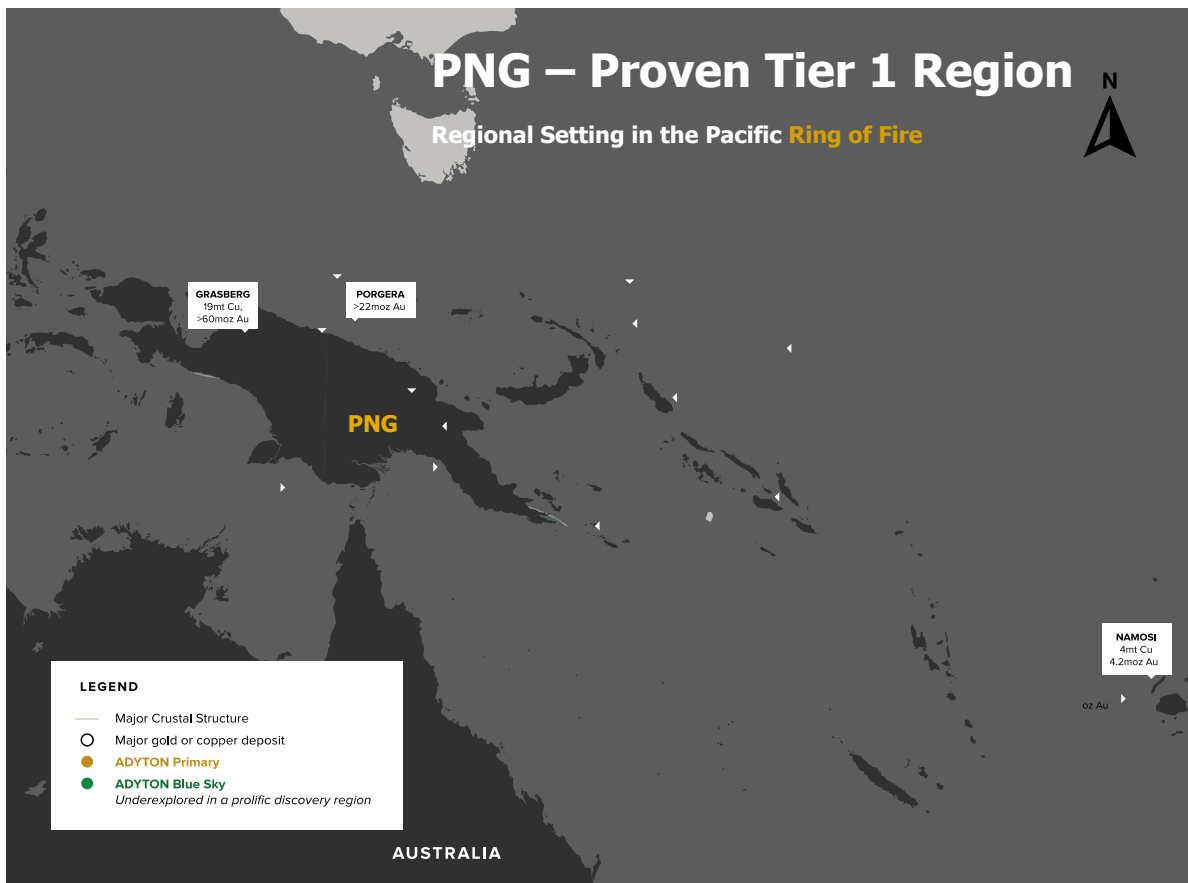 PNG – Proven Tier 1 Region
Regional Setting in the Pacific Ring of Fire
N
GRASBERG
19mt Cu,
>60moz Au
PORGERA
>22moz Au
PNG
NAMOSI
4mt Cu
4.2moz Au
oz Au
LEGEND
Major Crustal Structure
Major gold or copper deposit
ADYTON Primary
ADYTON Blue Sky
Underexplored in a prolific discovery region
AUSTRALIA